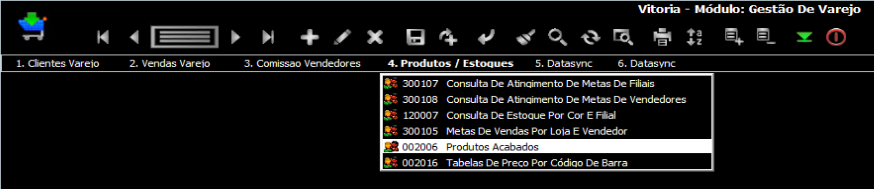 Vitoria - Módulo: Gestão De Varejo
1. Clientes Varejo 2. Vendas Varejo 3. Comissao Vendedores 4. Produtos / Estoques 5. Datasync 6. Datasync
300107 Consulta De Atingimento De Metas De Filiais
300108 Consulta De Atingimento De Metas De Vendedores
120007 Consulta De Estoque Por Cor E Filial
300105 Metas De Vendas Por Loja E Vendedor
002006 Produtos Acabados
002016 Tabelas De Preço Por Código De Barra